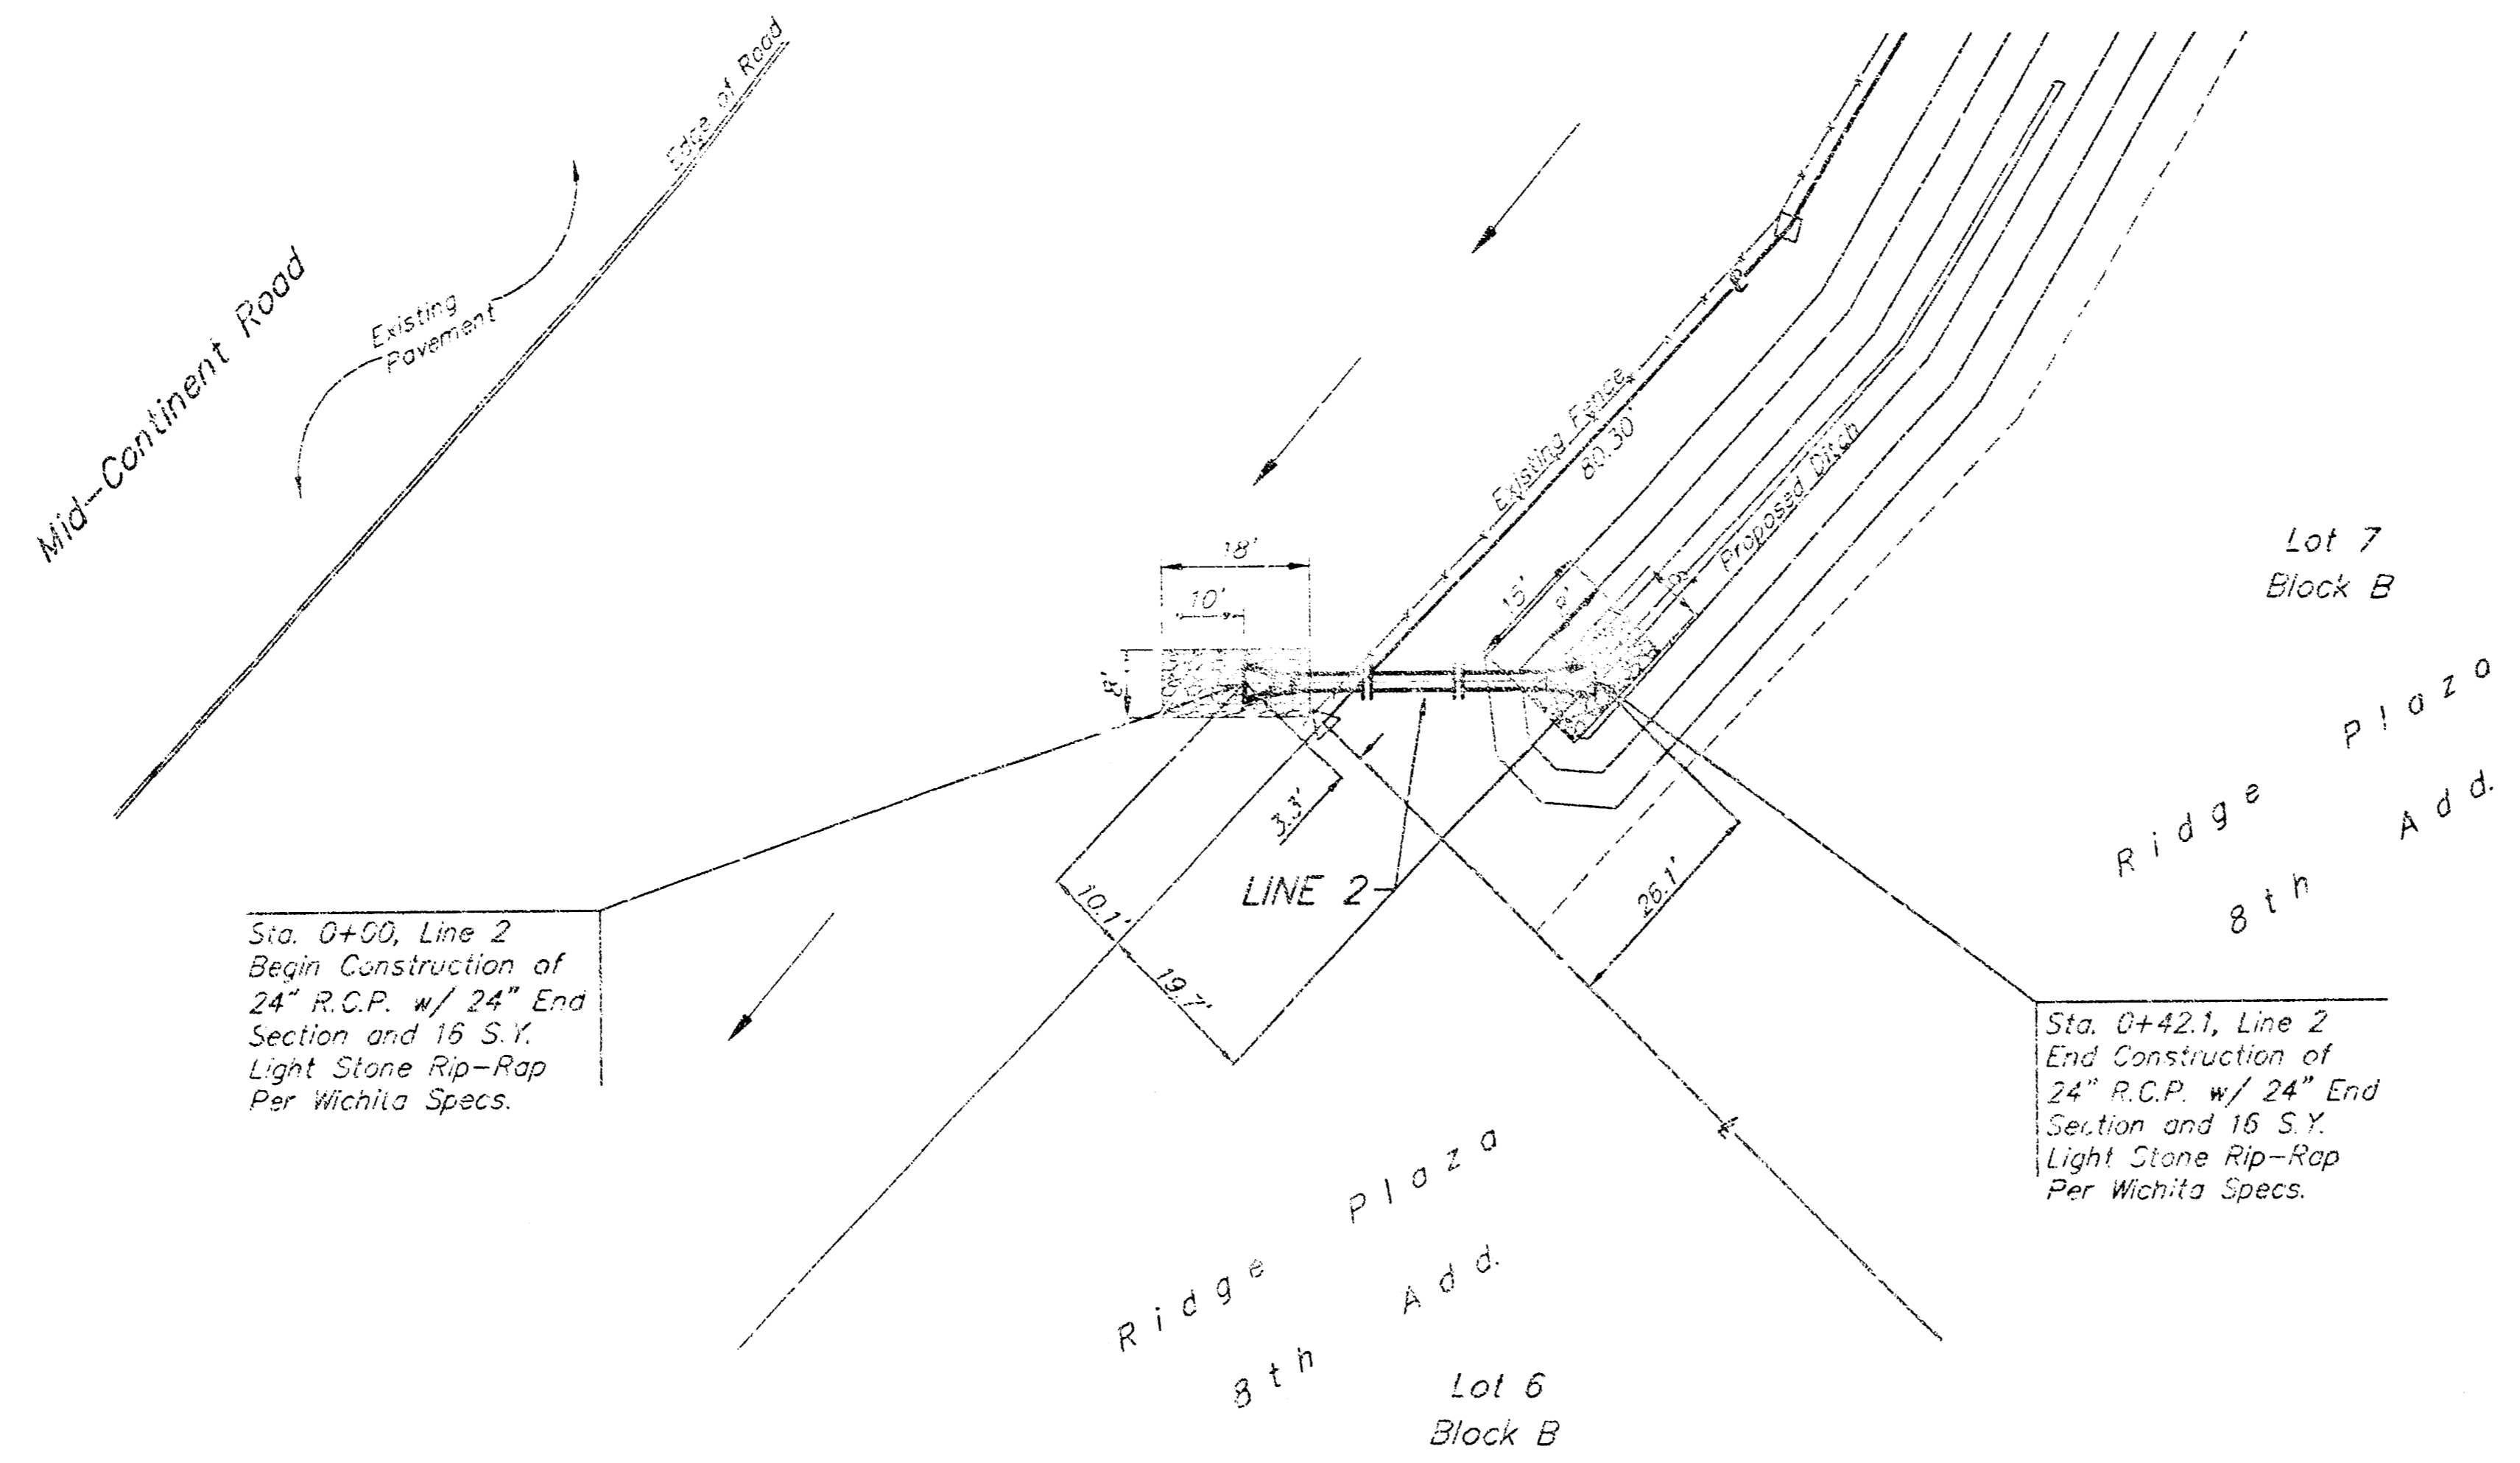 Edge of Road
Mid-Continent Road
Existing
Pavement
Existing Fence
80.30'
Proposed Ditch
Lot 7
Block B
18'
10'
8'
15'
8'
3.3'
LINE 2
10.1'
19.7'
26.1'
Ridge Plaza
8th Add.
Sta. 0+00, Line 2
Begin Construction of
24" R.C.P. w/ 24" End
Section and 16 S.Y.
Light Stone Rip-Rap
Per Wichita Specs.
Sta. 0+42.1, Line 2
End Construction of
24" R.C.P. w/ 24" End
Section and 16 S.Y.
Light Stone Rip-Rap
Per Wichita Specs.
Ridge Plaza
8th Add.
Lot 6
Block B